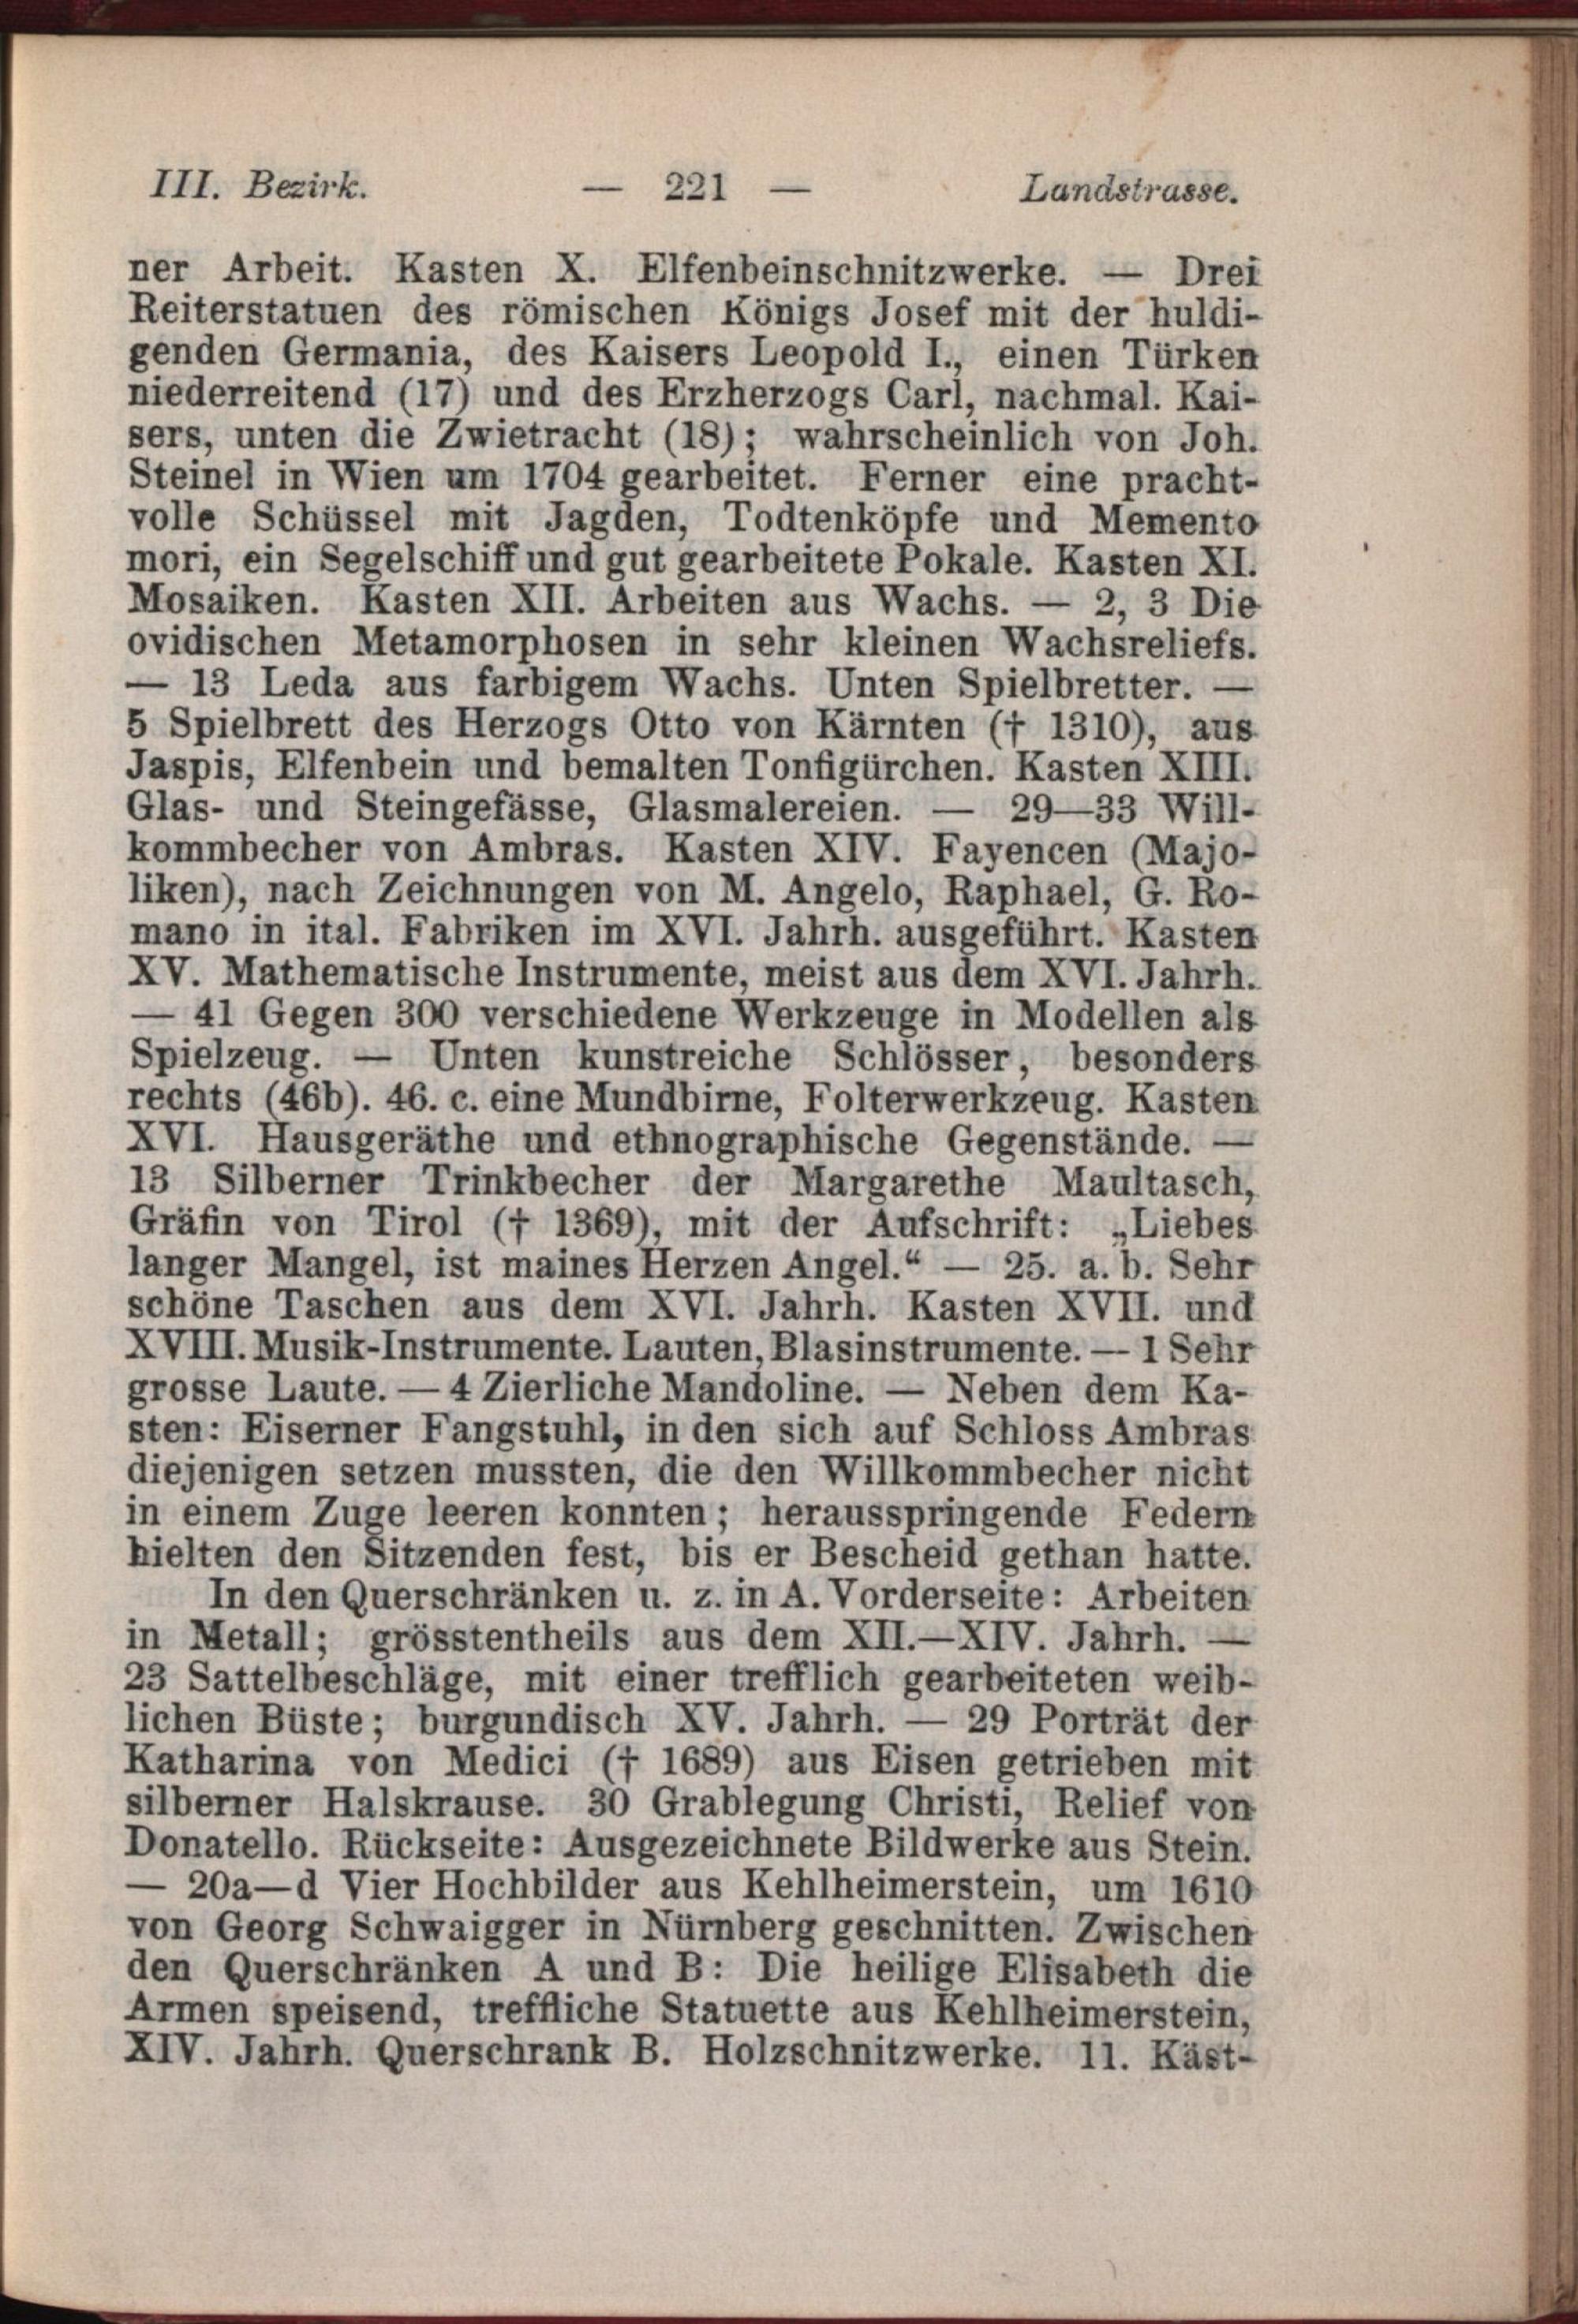 III. Bezirk. — 221 — Landstrasse.
ner Arbeit. Kasten X. Elfenbeinschnitzwerke. — Drei
Reiterstatuen des römischen Königs Josef mit der huldi-
genden Germania, des Kaisers Leopold I., einen Türken
niederreitend (17) und des Erzherzogs Carl, nachmal. Kai-
sers, unten die Zwietracht (18); wahrscheinlich von Joh.
Steinel in Wien um 1704 gearbeitet. Ferner eine pracht-
volle Schüssel mit Jagden, Todtenköpfe und Memento
mori, ein Segelschiff und gut gearbeitete Pokale. Kasten XI.
Mosaiken. Kasten XII. Arbeiten aus Wachs. — 2, 3 Die
ovidischen Metamorphosen in sehr kleinen Wachsreliefs.
— 13 Leda aus farbigem Wachs. Unten Spielbretter. —
5 Spielbrett des Herzogs Otto von Kärnten († 1310), aus
Jaspis, Elfenbein und bemalten Tonfigürchen. Kasten XIII.
Glas- und Steingefässe, Glasmalereien. — 29—33 Will-
kommbecher von Ambras. Kasten XIV. Fayencen (Majo-
liken), nach Zeichnungen von M. Angelo, Raphael, G. Ro-
mano in ital. Fabriken im XVI. Jahrh. ausgeführt. Kasten
XV. Mathematische Instrumente, meist aus dem XVI. Jahrh.
— 41 Gegen 300 verschiedene Werkzeuge in Modellen als
Spielzeug. — Unten kunstreiche Schlösser, besonders
rechts (46b). 46. c. eine Mundbirne, Folterwerkzeug. Kasten
XVI. Hausgeräthe und ethnographische Gegenstände. —
13 Silberner Trinkbecher der Margarethe Maultasch,
Gräfin von Tirol († 1369), mit der Aufschrift: „Liebes
langer Mangel, ist maines Herzen Angel.“ — 25. a. b. Sehr
schöne Taschen aus dem XVI. Jahrh. Kasten XVII. und
XVIII. Musik-Instrumente. Lauten, Blasinstrumente. — 1 Sehr
grosse Laute. — 4 Zierliche Mandoline. — Neben dem Ka-
sten: Eiserner Fangstuhl, in den sich auf Schloss Ambras
diejenigen setzen mussten, die den Willkommbecher nicht
in einem Zuge leeren konnten; herausspringende Federn
hielten den Sitzenden fest, bis er Bescheid gethan hatte.
In den Querschränken u. z. in A. Vorderseite: Arbeiten
in Metall; grösstentheils aus dem XII.—XIV. Jahrh. —
23 Sattelbeschläge, mit einer trefflich gearbeiteten weib-
lichen Büste; burgundisch XV. Jahrh. — 29 Porträt der
Katharina von Medici († 1689) aus Eisen getrieben mit
silberner Halskrause. 30 Grablegung Christi, Relief von
Donatello. Rückseite: Ausgezeichnete Bildwerke aus Stein.
— 20a—d Vier Hochbilder aus Kehlheimerstein, um 1610
von Georg Schwaigger in Nürnberg geschnitten. Zwischen
den Querschränken A und B: Die heilige Elisabeth die
Armen speisend, treffliche Statuette aus Kehlheimerstein,
XIV. Jahrh. Querschrank B. Holzschnitzwerke. 11. Käst-